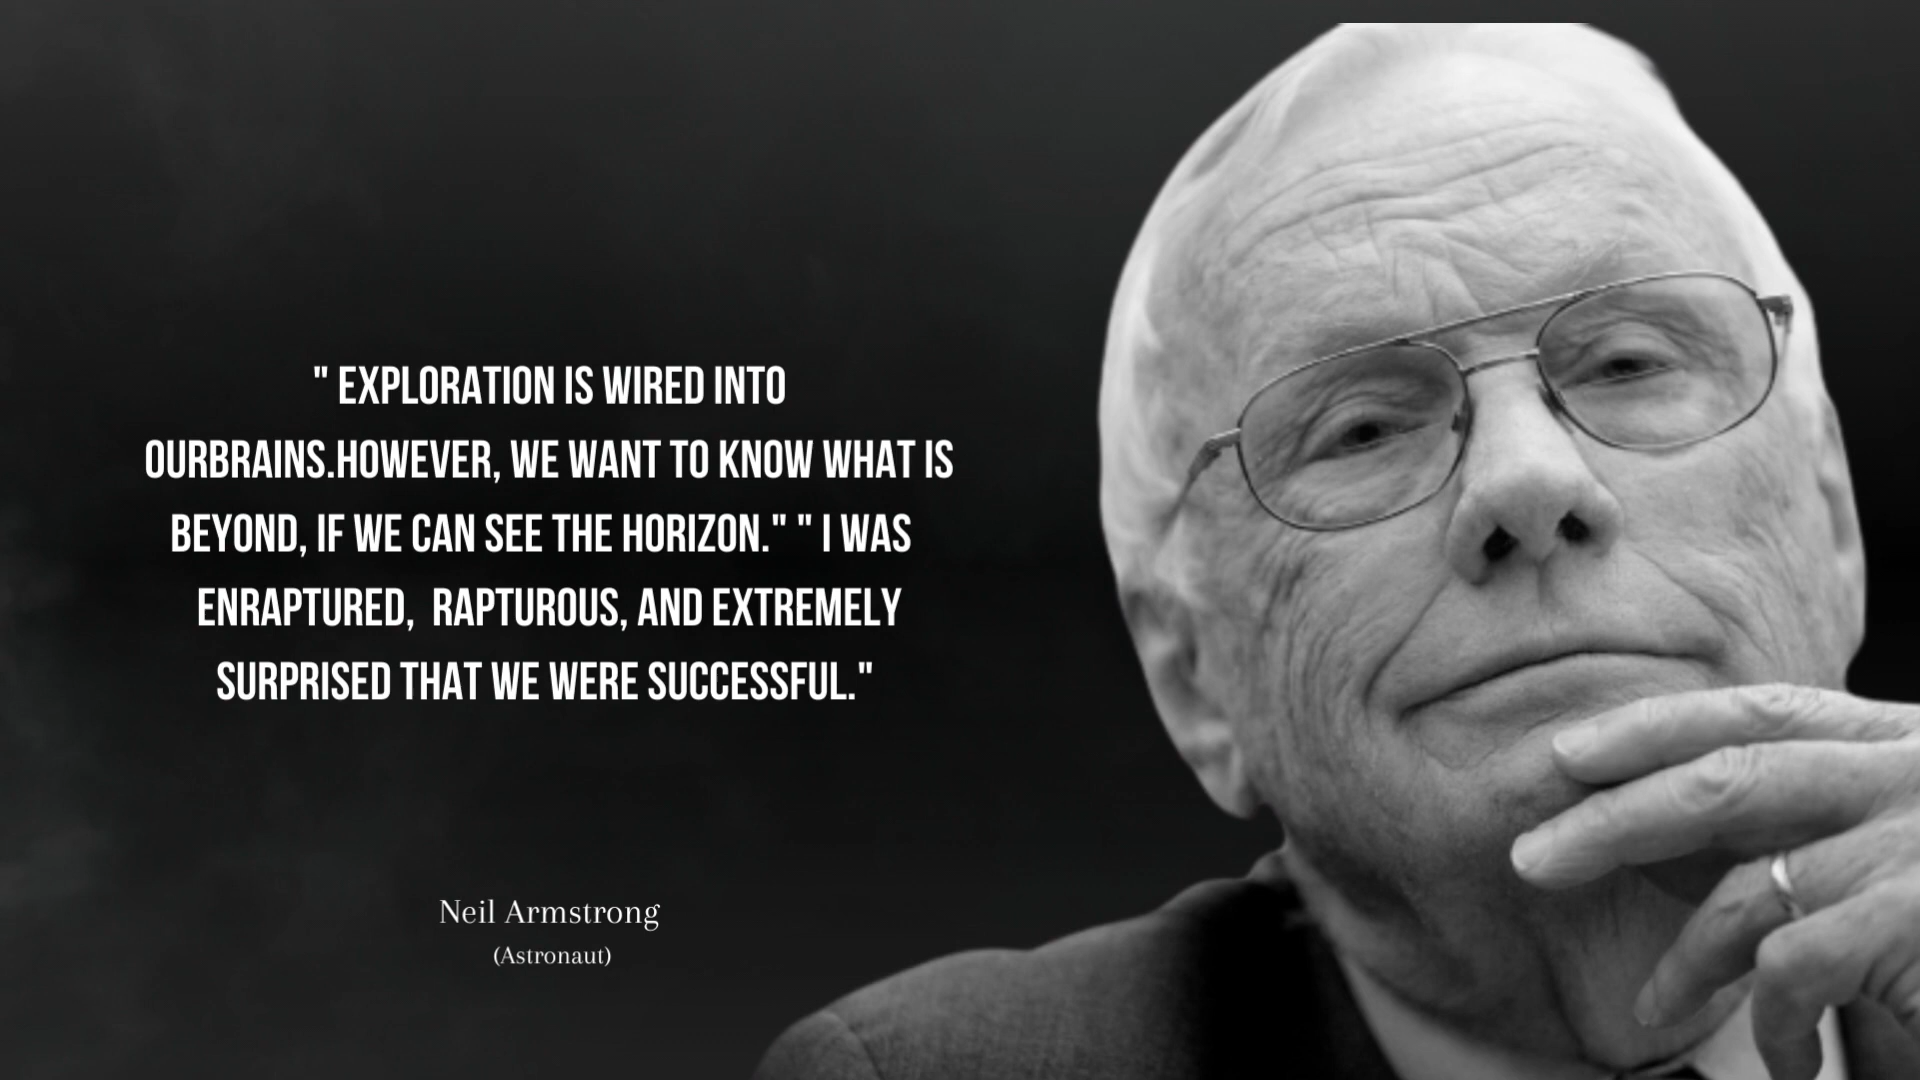 " EXPLORATION IS WIRED INTO
OURBRAINS.HOWEVER, WE WANT TO KNOW WHAT IS
BEYOND, IF WE CAN SEE THE HORIZON." " I WAS
ENRAPTURED,  RAPTUROUS, AND EXTREMELY
SURPRISED THAT WE WERE SUCCESSFUL."
Neil Armstrong
(Astronaut)